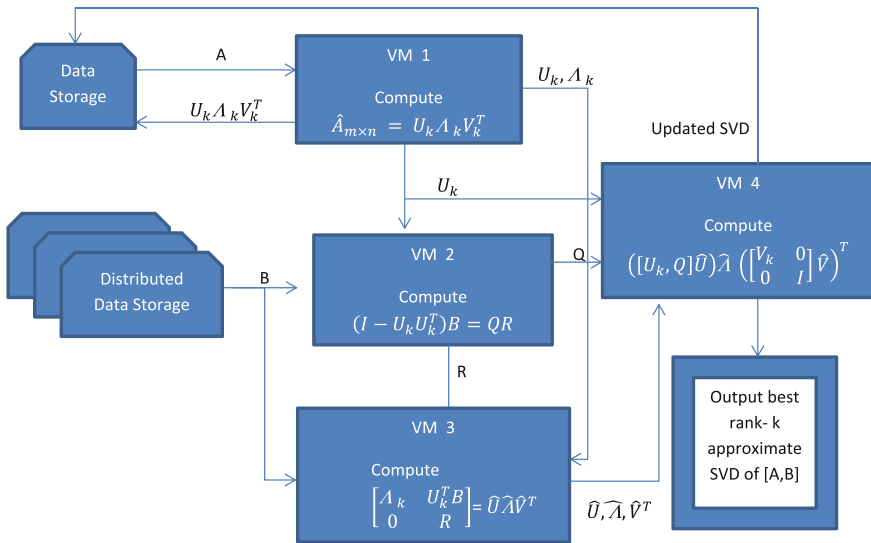 Data
Storage
A
U_k Λ_k V_k^T
VM 1
Compute
Â_{m×n} = U_k Λ_k V_k^T
U_k, Λ_k
U_k
Updated SVD
VM 4
Compute
([U_k, Q]Û)Λ̂ ([V_k 0
0 I] V̂)^T
Distributed
Data Storage
B
VM 2
Compute
(I − U_k U_k^T)B = QR
Q
R
VM 3
Compute
[Λ_k U_k^T B
0 R] = ÛΛ̂V̂^T
Û, Λ̂, V̂^T
Output best
rank- k
approximate
SVD of [A,B]